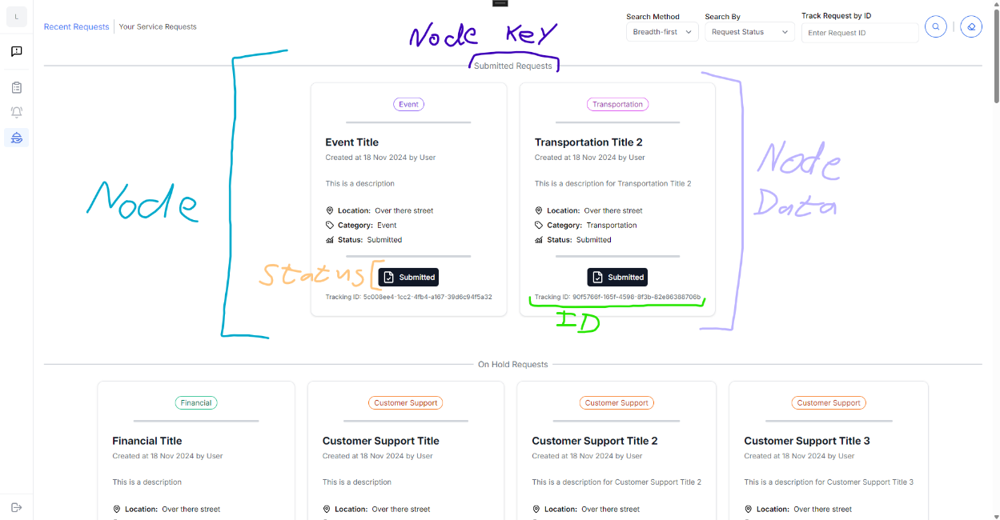 L
Recent Requests
Your Service Requests
Search Method
Breadth-first
Search By
Request Status
Track Request by ID
Enter Request ID
Node Key
Submitted Requests
Node
Node
Data
Event
Event Title
Created at 18 Nov 2024 by User
This is a description
Location: Over there street
Category: Event
Status: Submitted
Status
Submitted
Tracking ID: 5c008ee4-1cc2-4fb4-a167-39d6c94f5a32
Transportation
Transportation Title 2
Created at 18 Nov 2024 by User
This is a description for Transportation Title 2
Location: Over there street
Category: Transportation
Status: Submitted
Submitted
Tracking ID: 90f5766f-165f-4598-8f3b-82e86388706b
ID
On Hold Requests
Financial
Financial Title
Created at 18 Nov 2024 by User
This is a description
Location: Over there street
Customer Support
Customer Support Title
Created at 18 Nov 2024 by User
This is a description
Location: Over there street
Customer Support
Customer Support Title 2
Created at 18 Nov 2024 by User
This is a description for Customer Support Title 2
Location: Over there street
Customer Support
Customer Support Title 3
Created at 18 Nov 2024 by User
This is a description for Customer Support Title 3
Location: Over there street